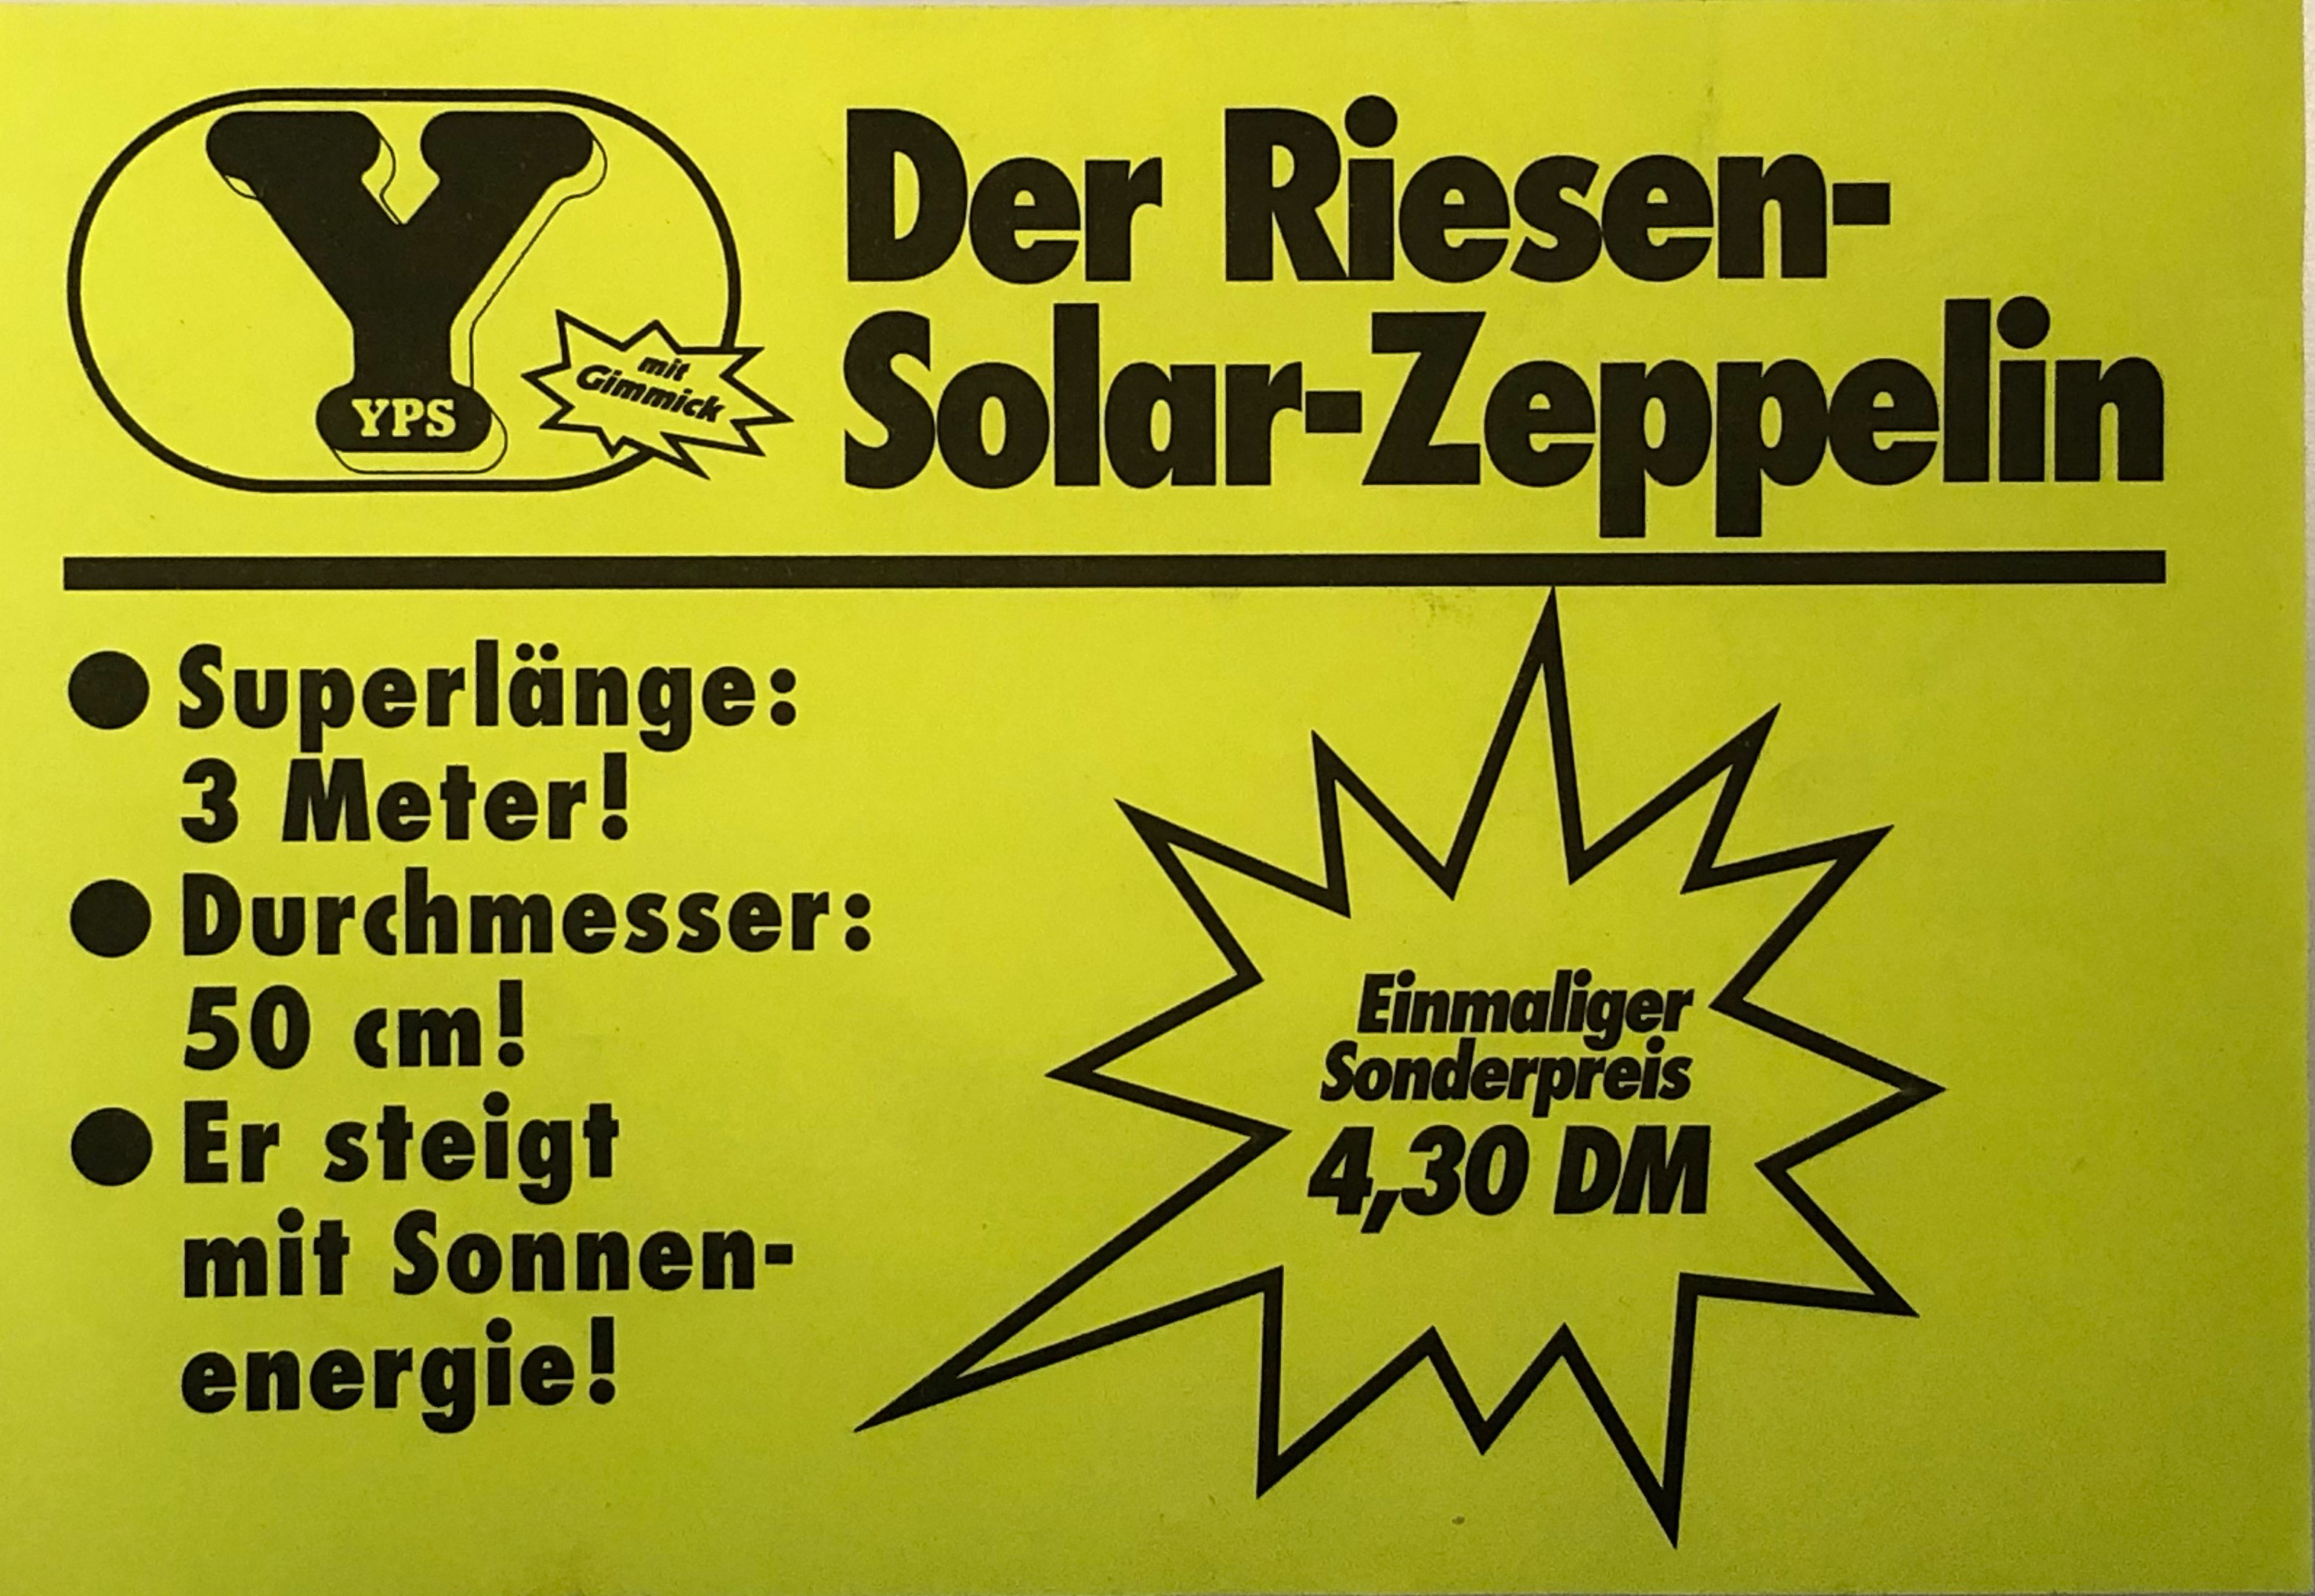 Y
YPS
mit
Gimmick
Der Riesen-
Solar-Zeppelin
● Superlänge:
3 Meter!
● Durchmesser:
50 cm!
● Er steigt
mit Sonnen-
energie!
Einmaliger
Sonderpreis
4,30 DM